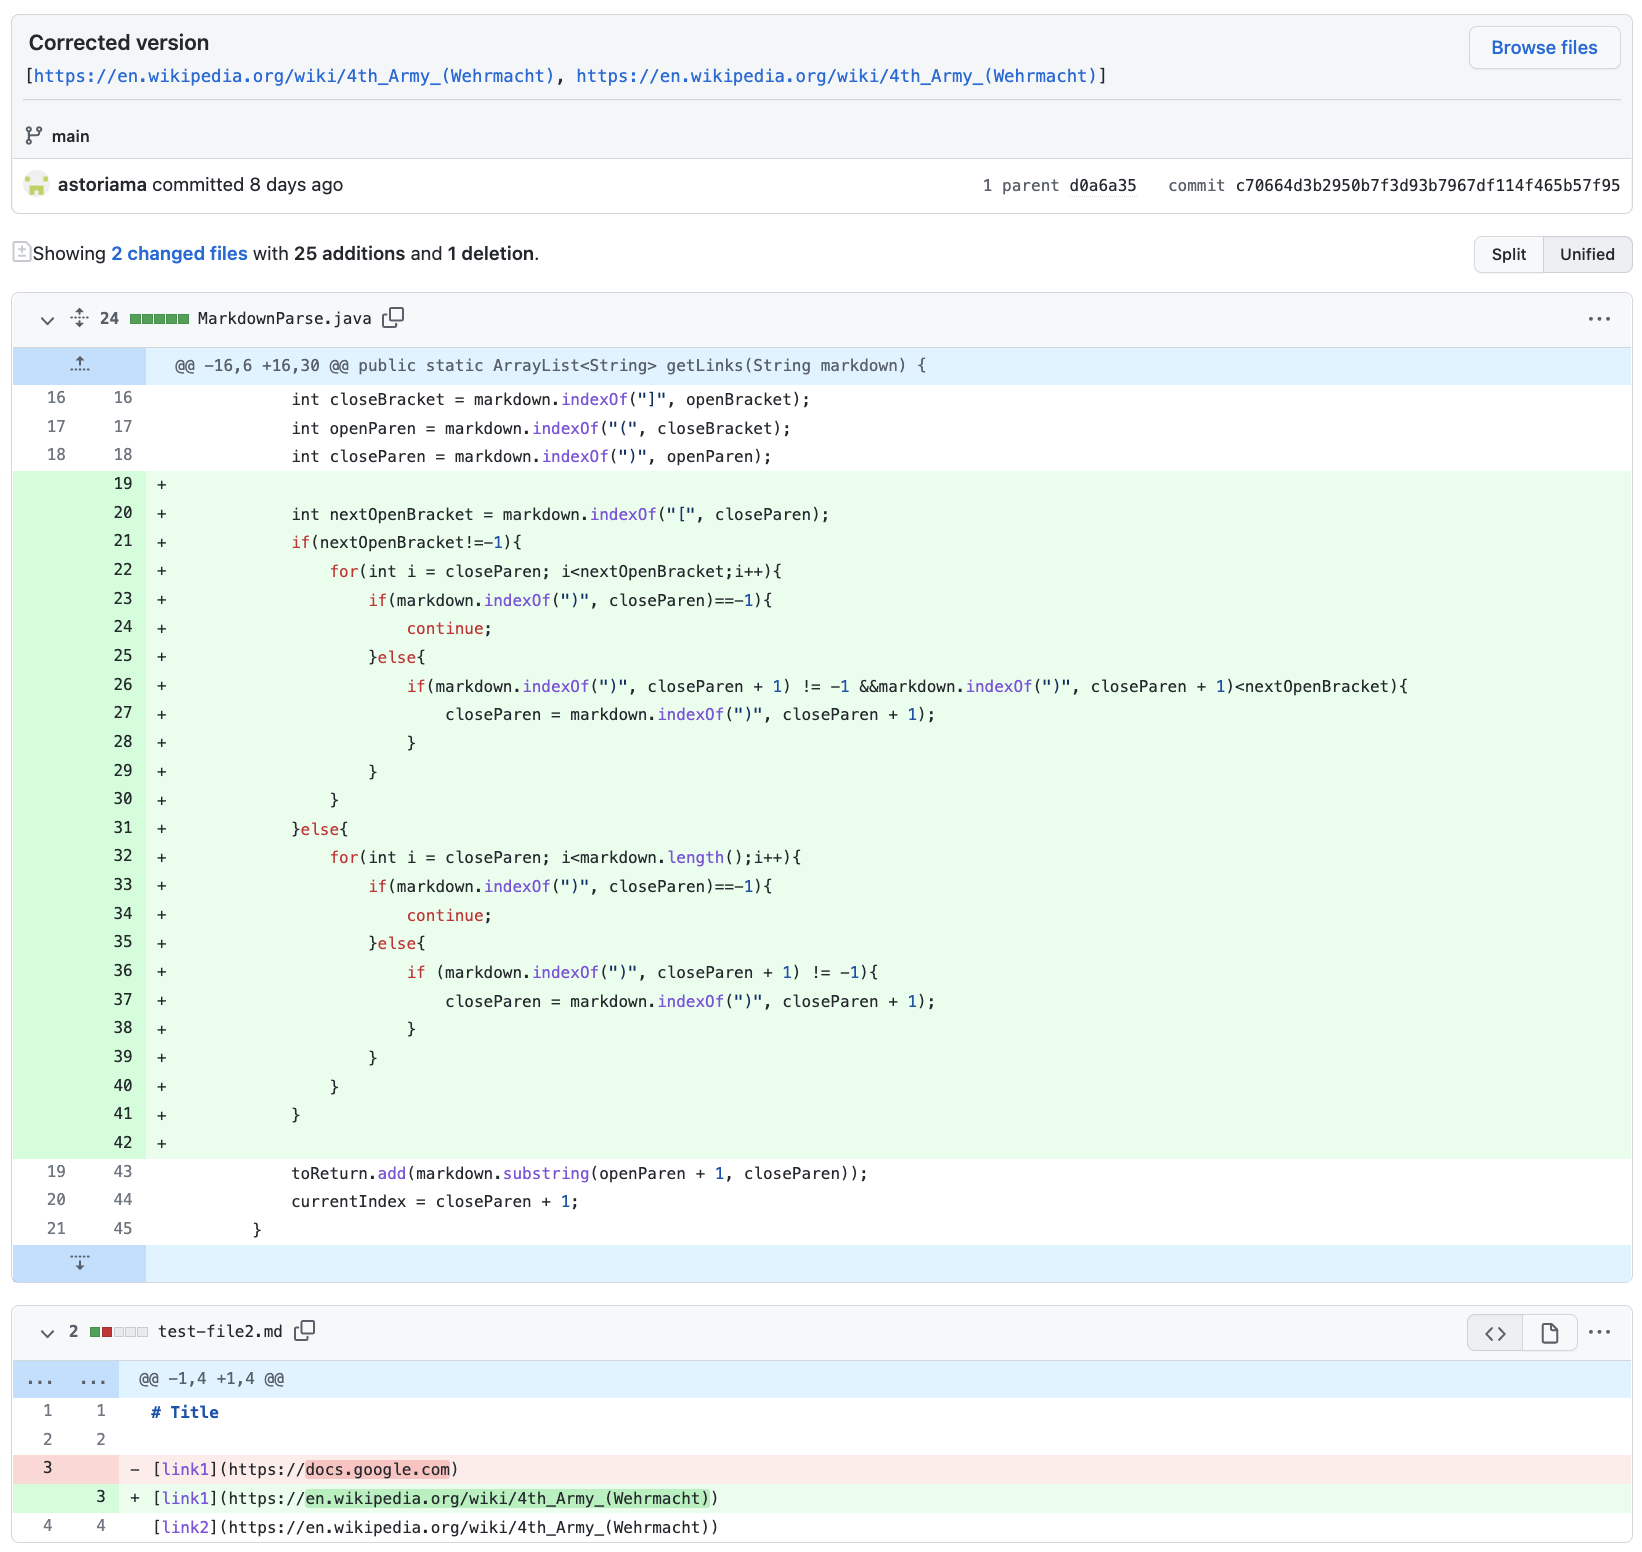 Corrected version
Browse files
[https://en.wikipedia.org/wiki/4th_Army_(Wehrmacht), https://en.wikipedia.org/wiki/4th_Army_(Wehrmacht)]
main
astoriama committed 8 days ago
1 parent d0a6a35 commit c70664d3b2950b7f3d93b7967df114f465b57f95
Showing 2 changed files with 25 additions and 1 deletion.
Split Unified
24 MarkdownParse.java
@@ -16,6 +16,30 @@ public static ArrayList<String> getLinks(String markdown) {
16 16 int closeBracket = markdown.indexOf("]", openBracket);
17 17 int openParen = markdown.indexOf("(", closeBracket);
18 18 int closeParen = markdown.indexOf(")", openParen);
19 +
20 + int nextOpenBracket = markdown.indexOf("[", closeParen);
21 + if(nextOpenBracket!=-1){
22 + for(int i = closeParen; i<nextOpenBracket;i++){
23 + if(markdown.indexOf(")", closeParen)==-1){
24 + continue;
25 + }else{
26 + if(markdown.indexOf(")", closeParen + 1) != -1 &&markdown.indexOf(")", closeParen + 1)<nextOpenBracket){
27 + closeParen = markdown.indexOf(")", closeParen + 1);
28 + }
29 + }
30 + }
31 + }else{
32 + for(int i = closeParen; i<markdown.length();i++){
33 + if(markdown.indexOf(")", closeParen)==-1){
34 + continue;
35 + }else{
36 + if (markdown.indexOf(")", closeParen + 1) != -1){
37 + closeParen = markdown.indexOf(")", closeParen + 1);
38 + }
39 + }
40 + }
41 + }
42 +
19 43 toReturn.add(markdown.substring(openParen + 1, closeParen));
20 44 currentIndex = closeParen + 1;
21 45 }
2 test-file2.md
... ... @@ -1,4 +1,4 @@
1 1 # Title
2 2
3 - [link1](https://docs.google.com)
3 + [link1](https://en.wikipedia.org/wiki/4th_Army_(Wehrmacht))
4 4 [link2](https://en.wikipedia.org/wiki/4th_Army_(Wehrmacht))